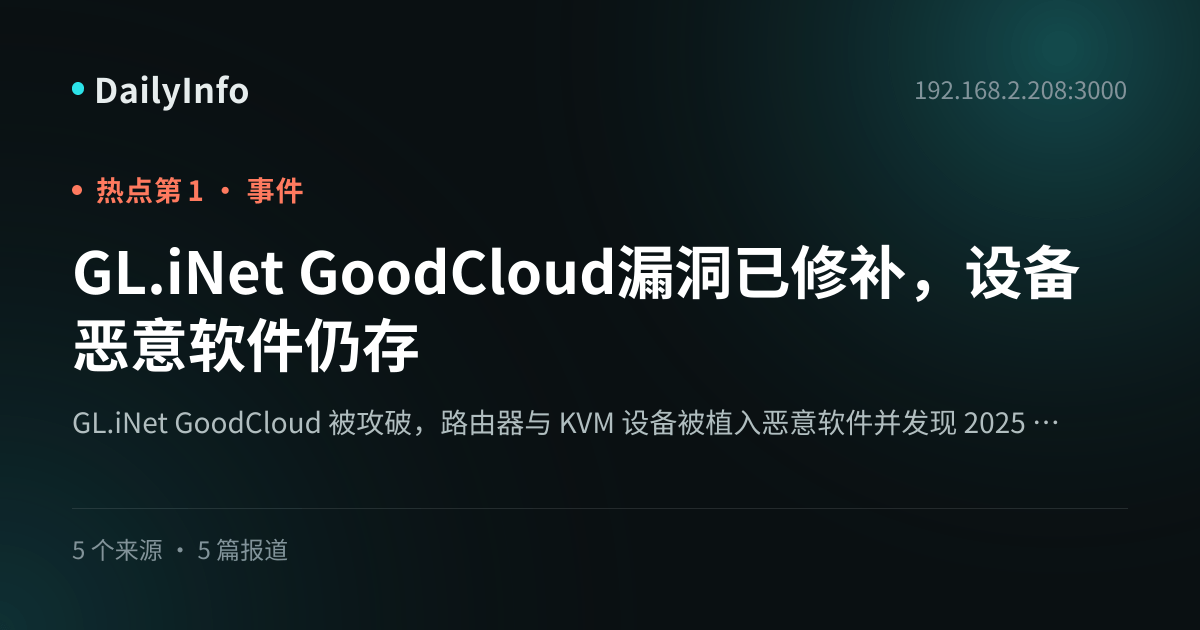 DailyInfo
192.168.2.208:3000
热点第 1 · 事件
GL.iNet GoodCloud漏洞已修补，设备
恶意软件仍存
GL.iNet GoodCloud 被攻破，路由器与 KVM 设备被植入恶意软件并发现 2025 …
5 个来源 · 5 篇报道